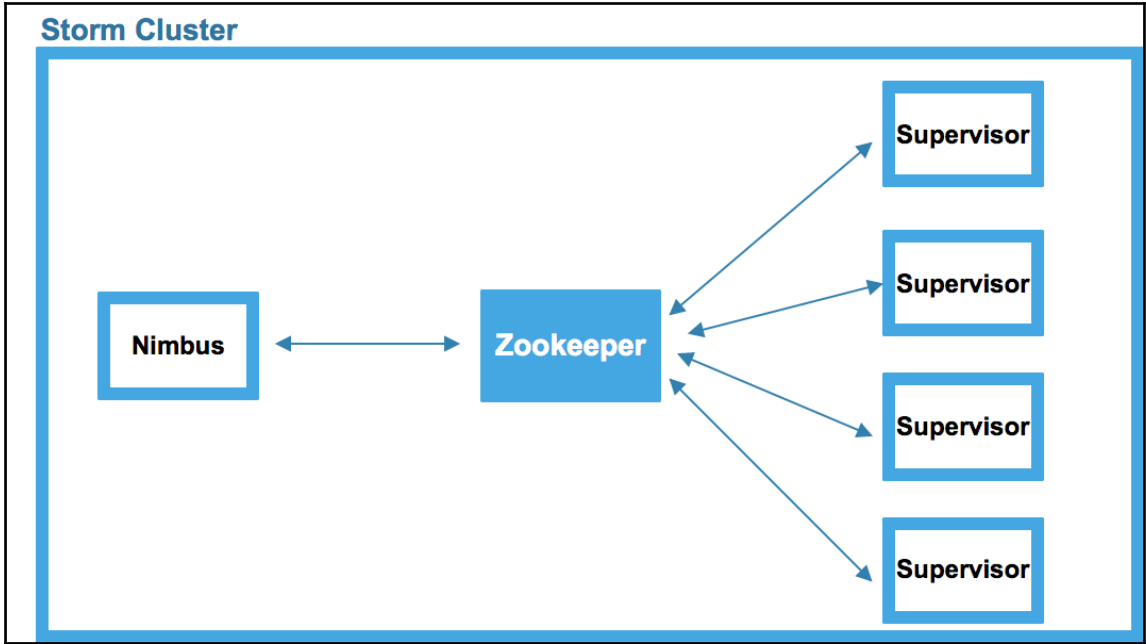 Storm Cluster
Supervisor
Supervisor
Nimbus
Zookeeper
Supervisor
Supervisor